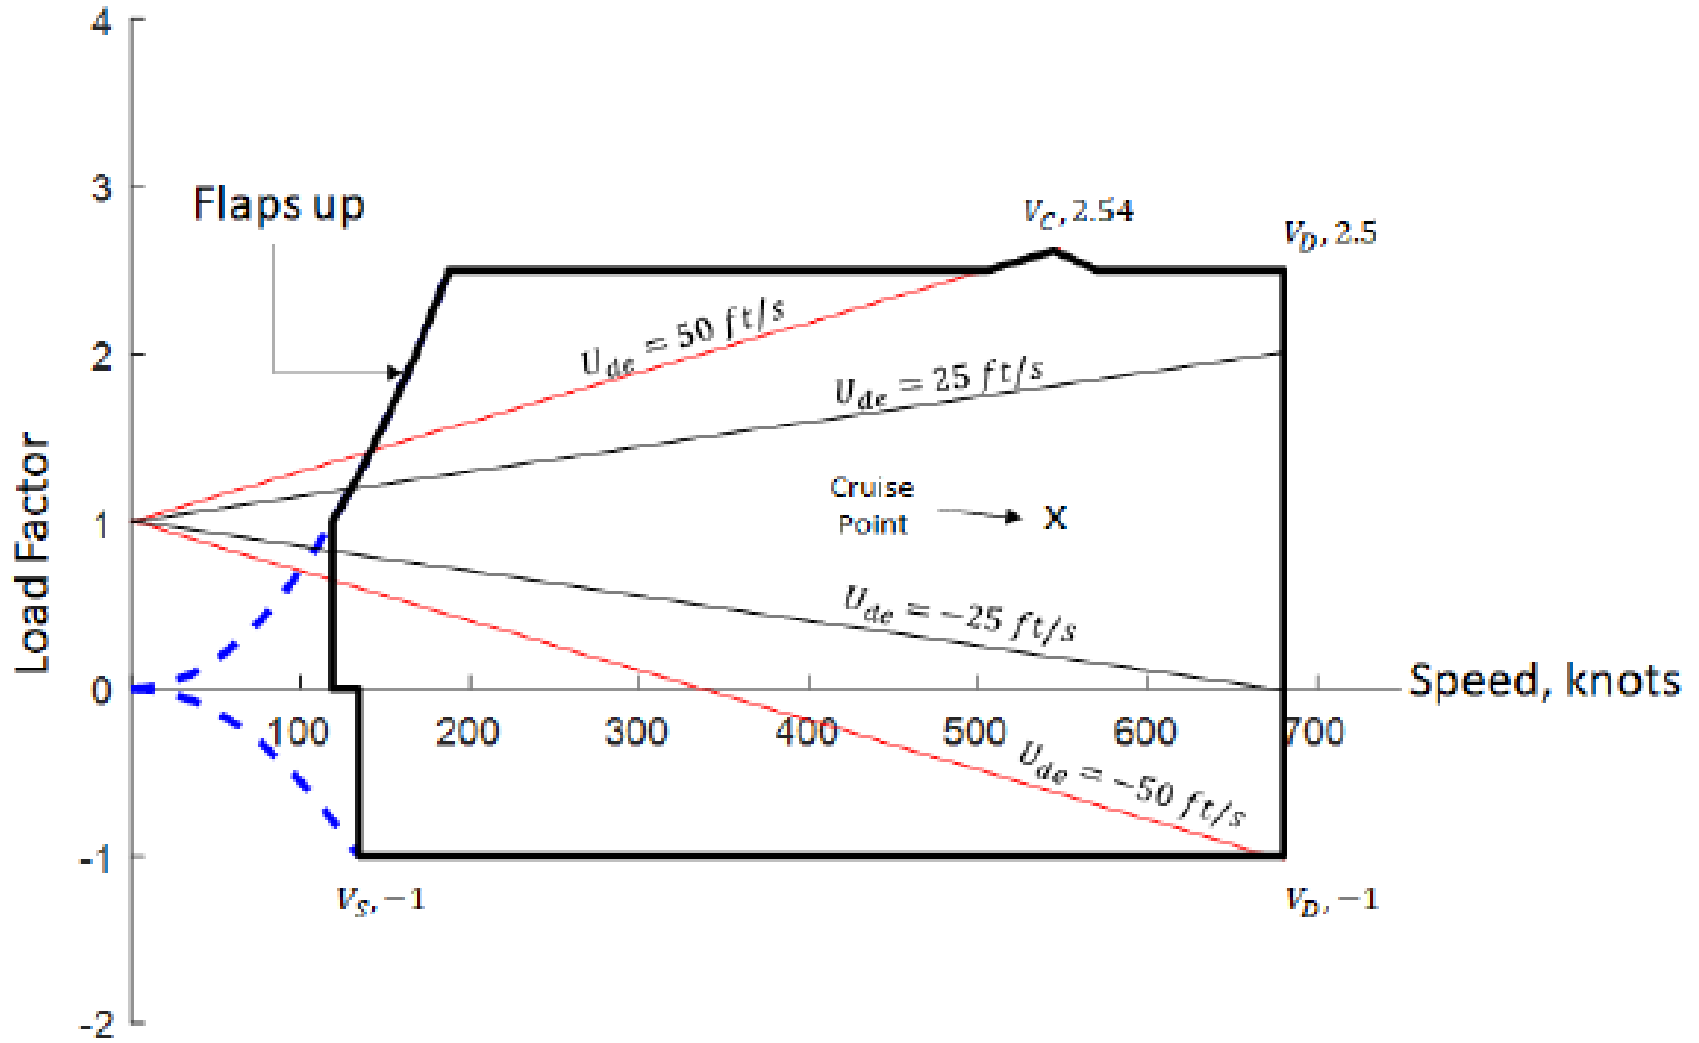 4
3
Flaps up
V_C, 2.54
V_D, 2.5
U_de = 50 ft/s
2
U_de = 25 ft/s
Load Factor
Cruise
Point
X
1
U_de = −25 ft/s
0
Speed, knots
100 200 300 400 500 600 700
U_de = −50 ft/s
-1
V_S, −1
V_D, −1
-2